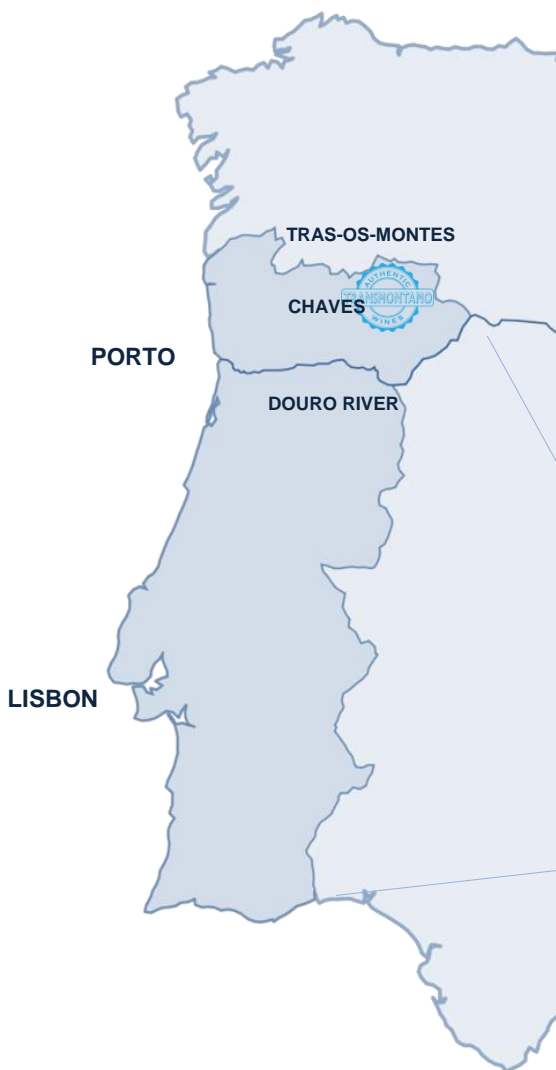 TRAS-OS-MONTES
AUTHENTIC
TRANSMONTANO
WINES
CHAVES
PORTO
DOURO RIVER
LISBON